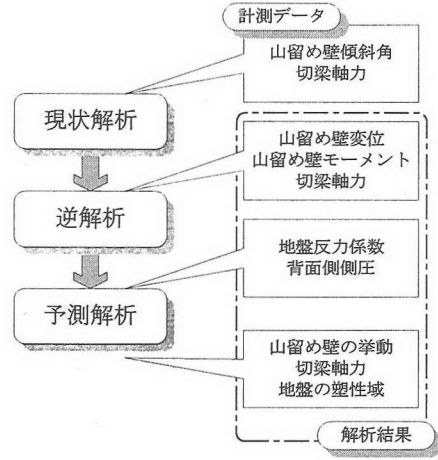 計測データ
山留め壁傾斜角
切梁軸力
現状解析
山留め壁変位
山留め壁モーメント
切梁軸力
逆解析
地盤反力係数
背面側側圧
予測解析
山留め壁の挙動
切梁軸力
地盤の塑性域
解析結果